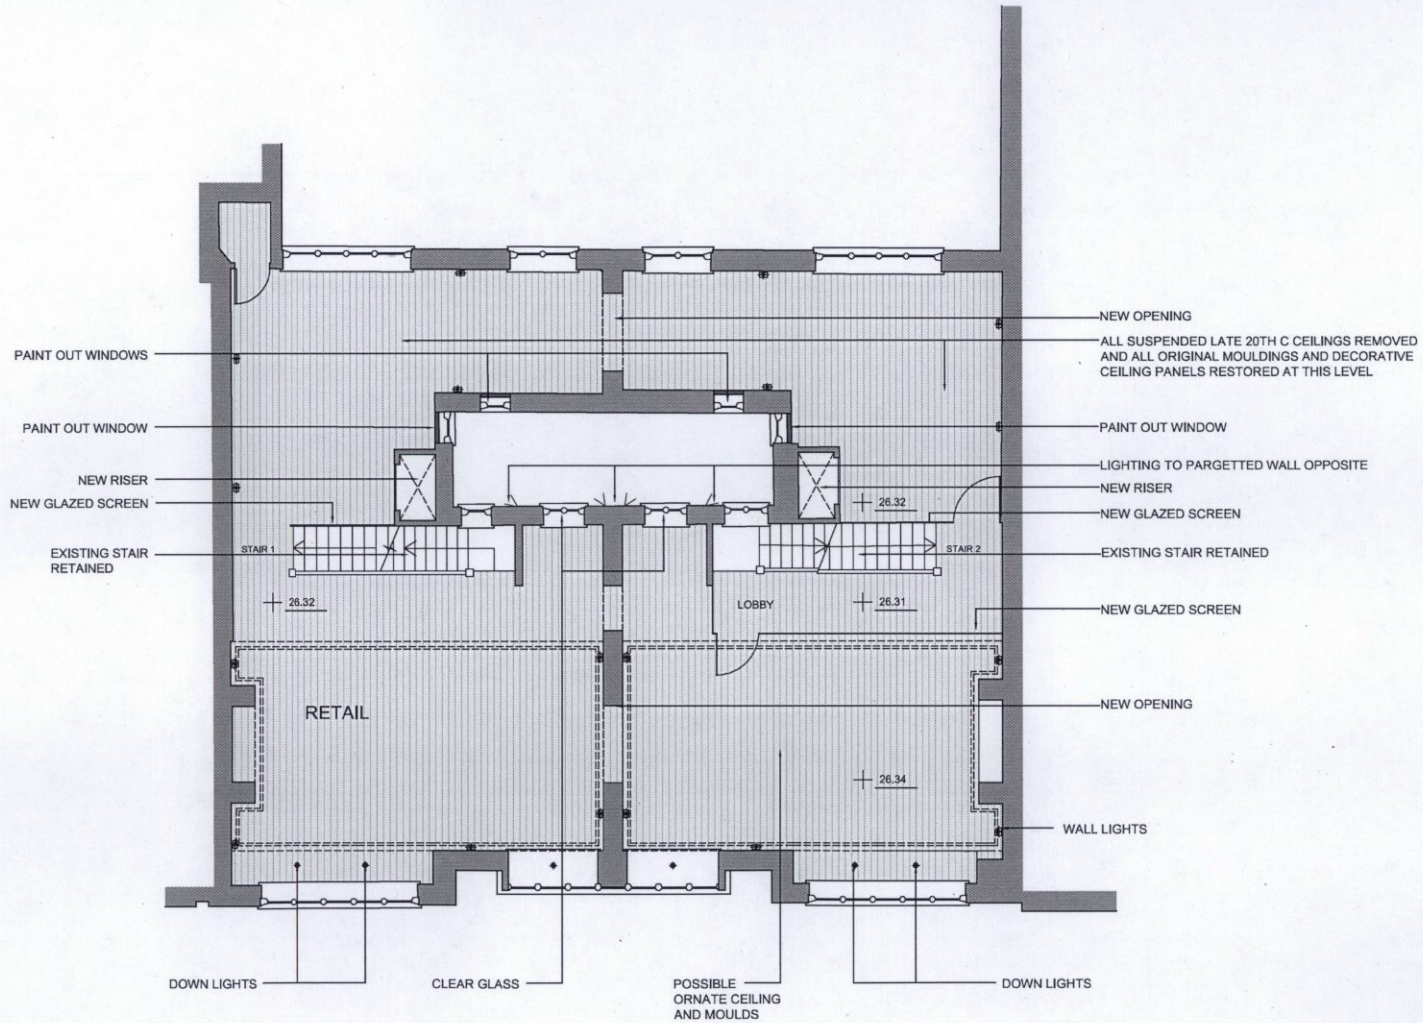 NEW OPENING
ALL SUSPENDED LATE 20TH C CEILINGS REMOVED
AND ALL ORIGINAL MOULDINGS AND DECORATIVE
CEILING PANELS RESTORED AT THIS LEVEL
PAINT OUT WINDOWS
PAINT OUT WINDOW
PAINT OUT WINDOW
LIGHTING TO PARGETTED WALL OPPOSITE
NEW RISER
NEW RISER
NEW GLAZED SCREEN
26.32
NEW GLAZED SCREEN
EXISTING STAIR
RETAINED
STAIR 1
STAIR 2
EXISTING STAIR RETAINED
26.32
LOBBY
26.31
NEW GLAZED SCREEN
RETAIL
NEW OPENING
26.34
WALL LIGHTS
DOWN LIGHTS
CLEAR GLASS
POSSIBLE
ORNATE CEILING
AND MOULDS
DOWN LIGHTS